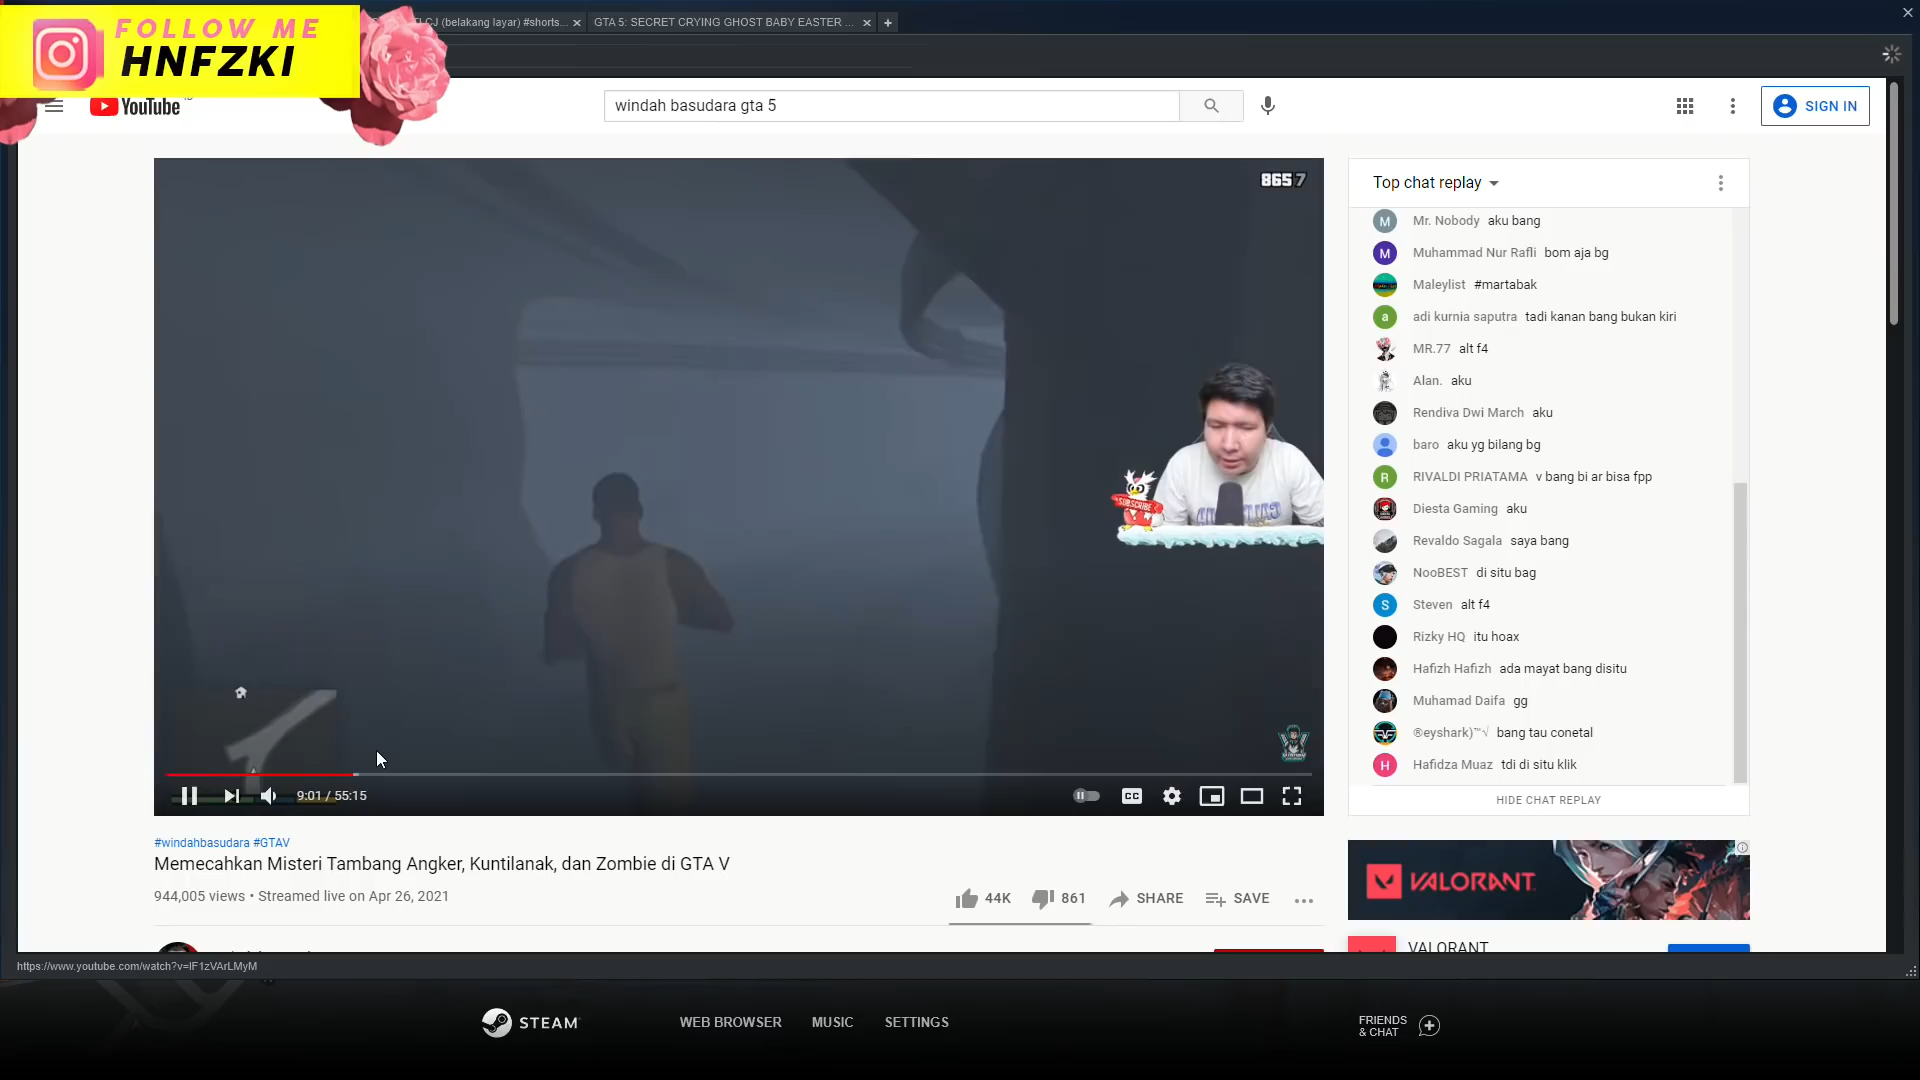 FOLLOW ME
HNFZKI
CJ (belakang layar) #shorts...
GTA 5: SECRET CRYING GHOST BABY EASTER ...
YouTube
windah basudara gta 5
SIGN IN
8657
SUBSCRIBE
9:01 / 55:15
CC
Top chat replay
M Mr. Nobody aku bang
M Muhammad Nur Rafli bom aja bg
Maleylist #martabak
a adi kurnia saputra tadi kanan bang bukan kiri
MR.77 alt f4
Alan. aku
Rendiva Dwi March aku
baro aku yg bilang bg
R RIVALDI PRIATAMA v bang bi ar bisa fpp
Diesta Gaming aku
Revaldo Sagala saya bang
NooBEST di situ bag
S Steven alt f4
Rizky HQ itu hoax
Hafizh Hafizh ada mayat bang disitu
Muhamad Daifa gg
®eyshark)™√ bang tau conetal
H Hafidza Muaz tdi di situ klik
HIDE CHAT REPLAY
#windahbasudara #GTAV
Memecahkan Misteri Tambang Angker, Kuntilanak, dan Zombie di GTA V
944,005 views • Streamed live on Apr 26, 2021
44K
861
SHARE
SAVE
VALORANT
VALORANT
https://www.youtube.com/watch?v=IF1zVArLMyM
STEAM
WEB BROWSER
MUSIC
SETTINGS
FRIENDS
& CHAT